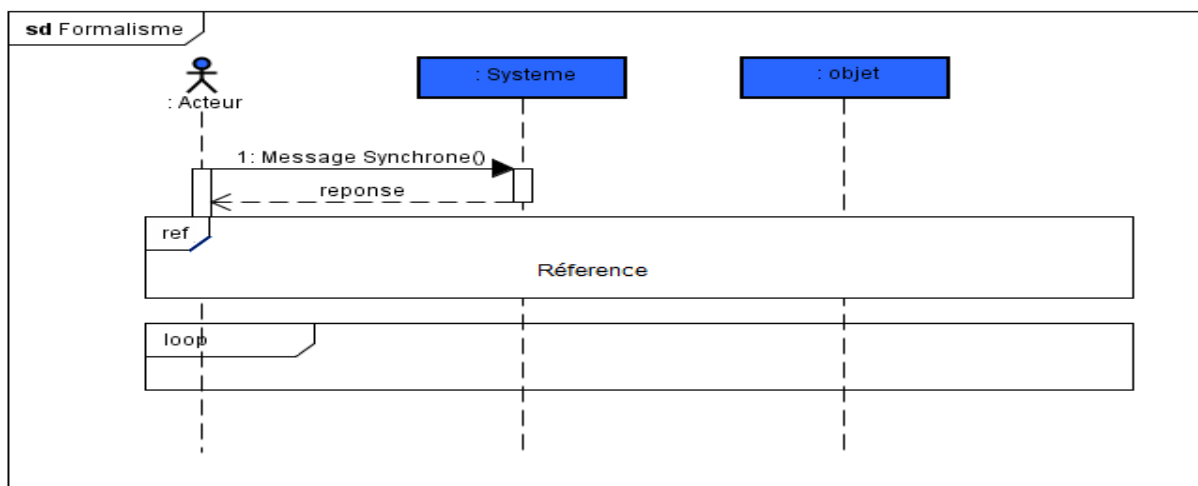 sd Formalisme
: Acteur
: Systeme
: objet
1: Message Synchrone()
reponse
ref
Réference
loop